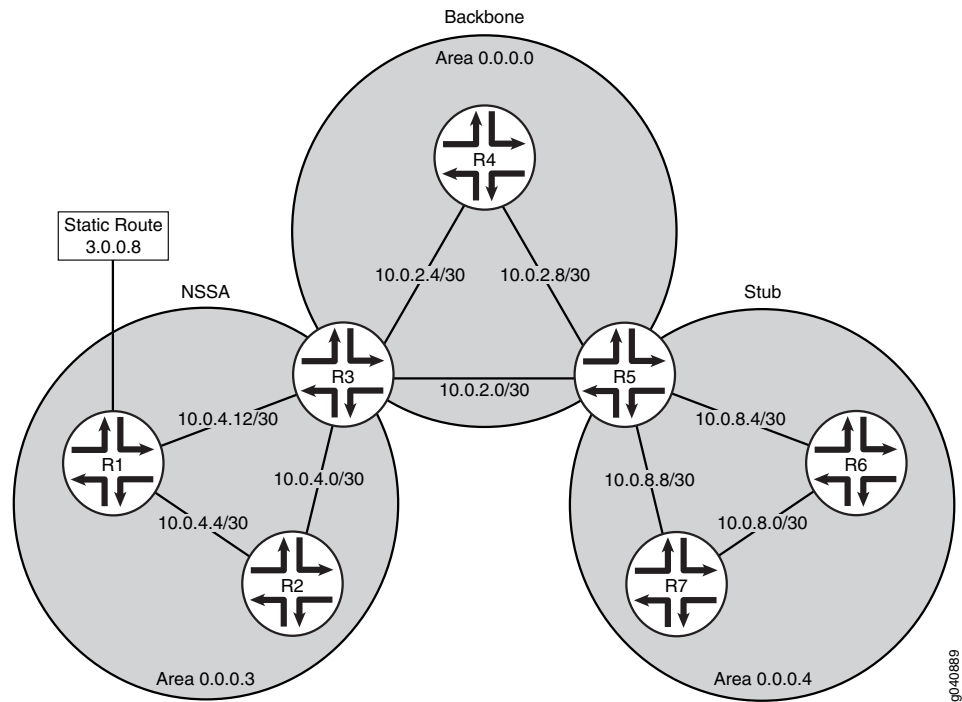 Backbone
Area 0.0.0.0
R4
Static Route
3.0.0.8
10.0.2.4/30
10.0.2.8/30
NSSA
Stub
R3
R5
10.0.2.0/30
10.0.4.12/30
10.0.8.4/30
R1
R6
10.0.4.0/30
10.0.8.8/30
10.0.4.4/30
10.0.8.0/30
R2
R7
Area 0.0.0.3
Area 0.0.0.4
g040889